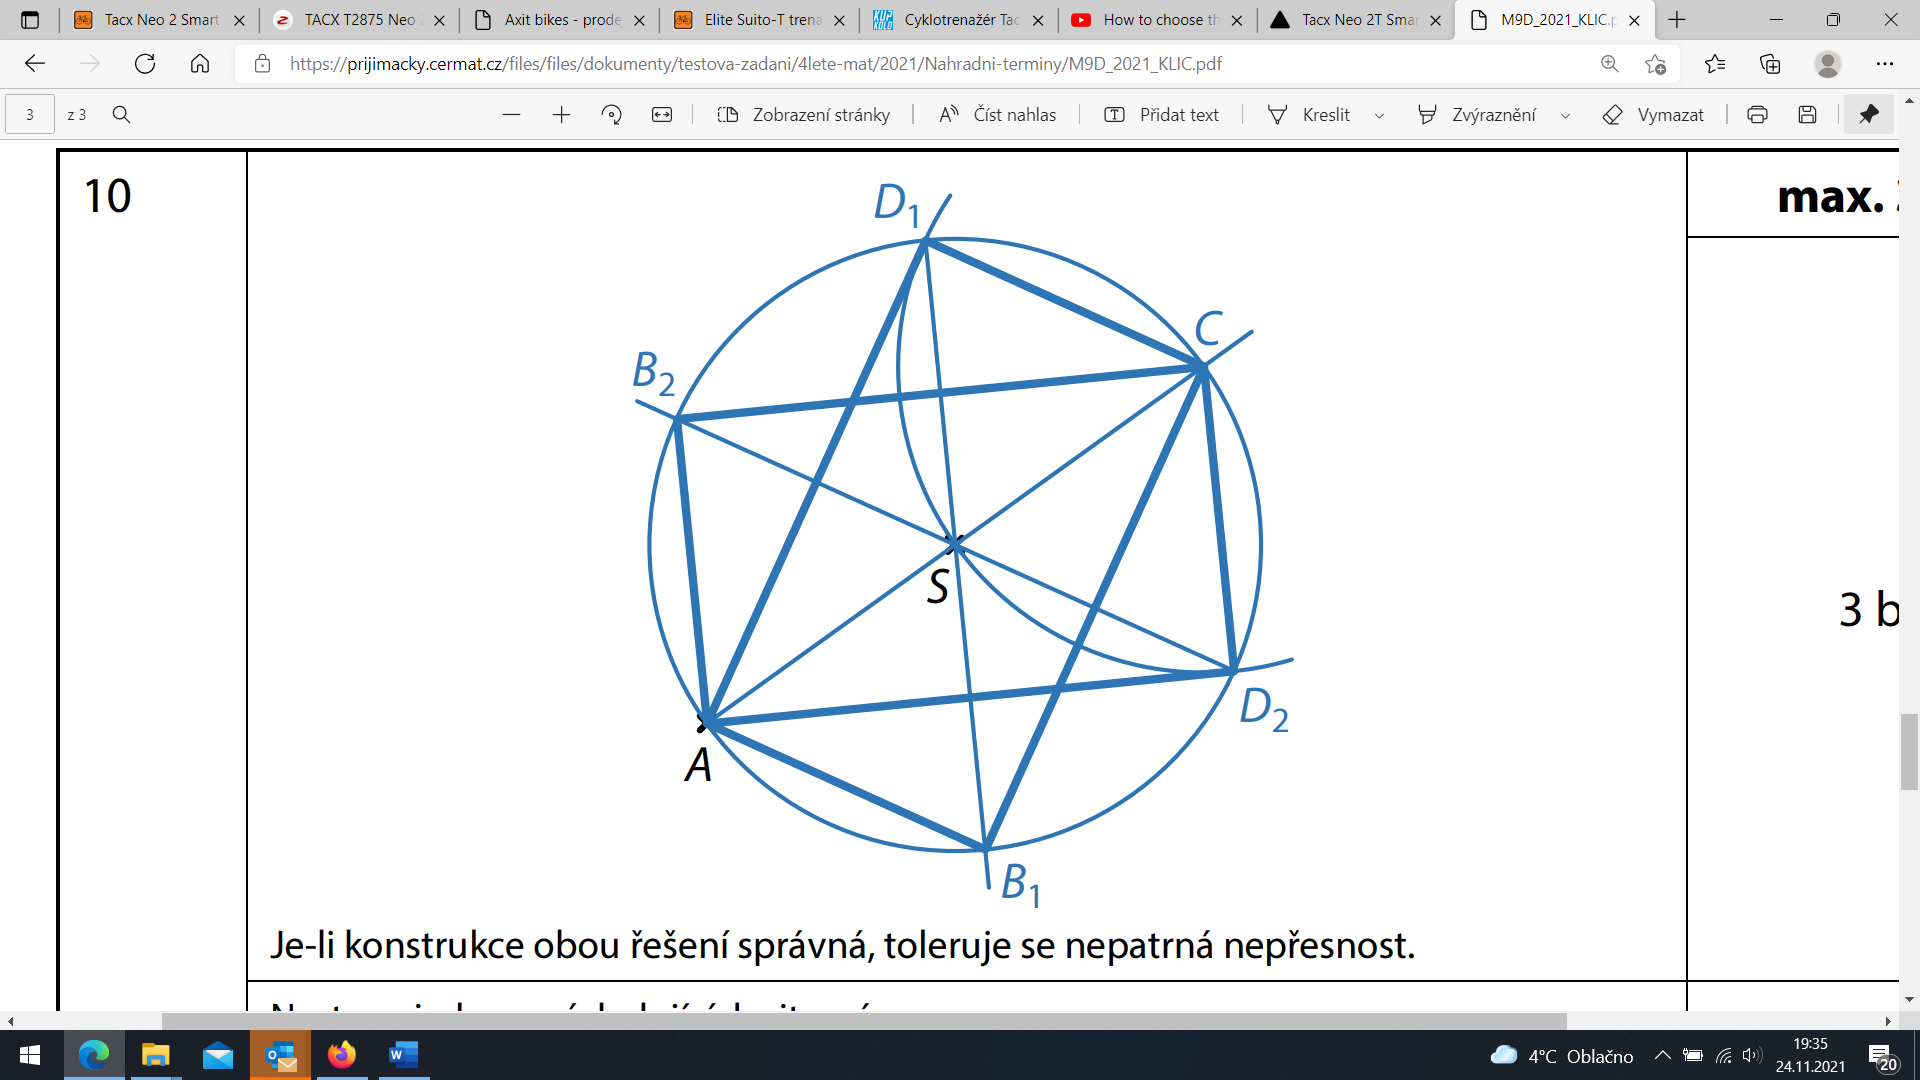 Tacx Neo 2 Smart
TACX T2875 Neo 2
Axit bikes - prode
Elite Suito-T trena
KUP KOLO
Cyklotrenažér Tac
How to choose th
Tacx Neo 2T Smar
M9D_2021_KLIC.p
https://prijimacky.cermat.cz/files/files/dokumenty/testova-zadani/4lete-mat/2021/Nahradni-terminy/M9D_2021_KLIC.pdf
3 z 3
Zobrazení stránky
Číst nahlas
Přidat text
Kreslit
Zvýraznění
Vymazat
10
max.
D1
C
B2
S
3 b
D2
A
B1
Je-li konstrukce obou řešení správná, toleruje se nepatrná nepřesnost.
4°C Oblačno
19:35
24.11.2021
20